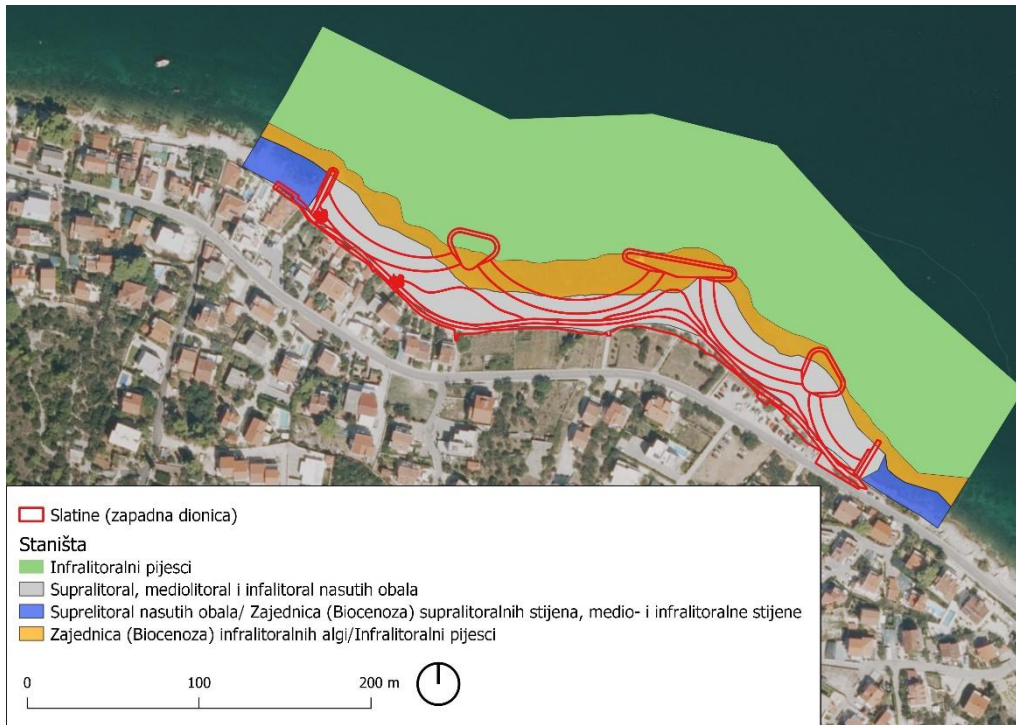 Slatine (zapadna dionica)
Staništa
Infralitoralni pijesci
Supralitoral, mediolitoral i infalitoral nasutih obala
Suprelitoral nasutih obala/ Zajednica (Biocenoza) supralitoralnih stijena, medio- i infralitoralne stijene
Zajednica (Biocenoza) infralitoralnih algi/Infralitoralni pijesci
0 100 200 m